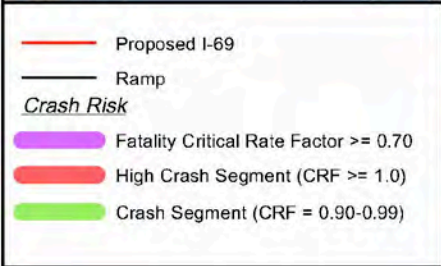 Proposed I-69
Ramp
Crash Risk
Fatality Critical Rate Factor >= 0.70
High Crash Segment (CRF >= 1.0)
Crash Segment (CRF = 0.90-0.99)